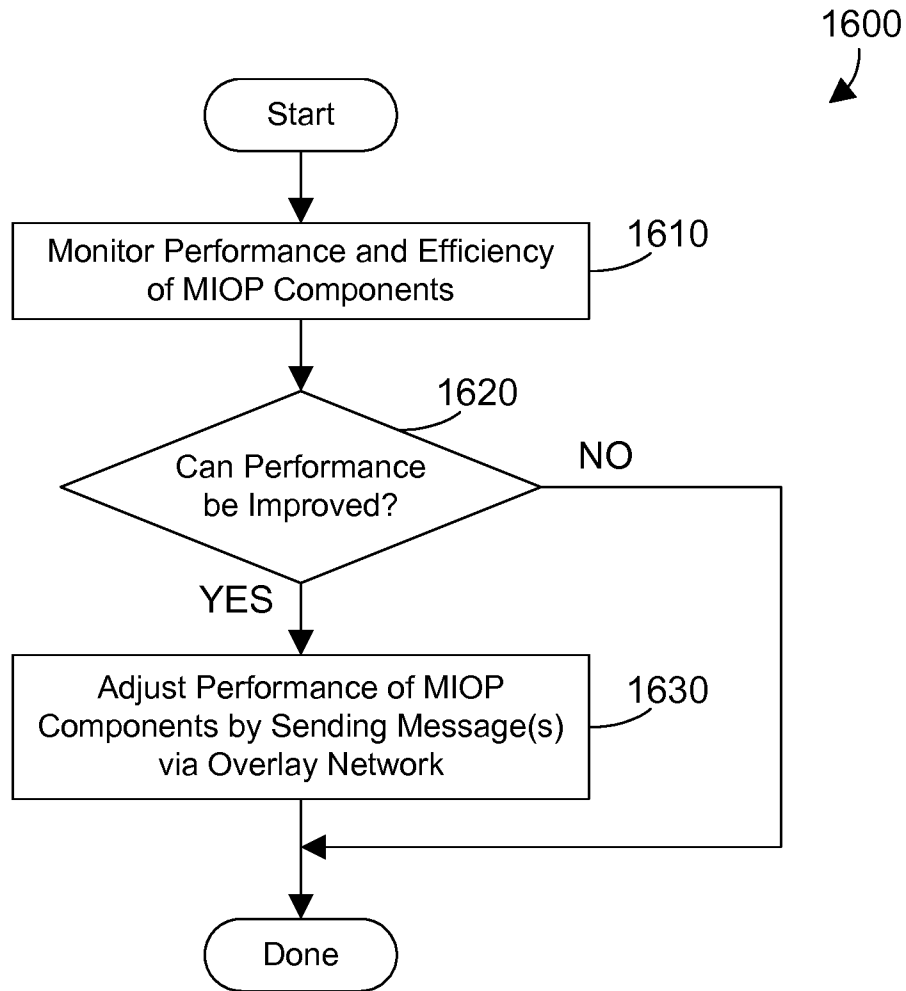 1600
Start
Monitor Performance and Efficiency
of MIOP Components
1610
1620
Can Performance
be Improved?
NO
YES
Adjust Performance of MIOP
Components by Sending Message(s)
via Overlay Network
1630
Done